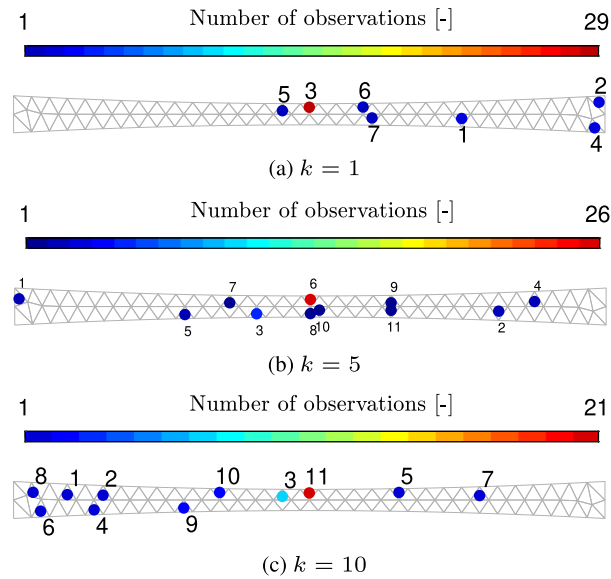 Number of observations [-]
1 29
5 3 6 2
7 1 4
(a) k = 1
Number of observations [-]
1 26
1 7 6 9 4
5 3 8 10 11 2
(b) k = 5
Number of observations [-]
1 21
8 1 2 10 3 11 5 7
6 4 9
(c) k = 10